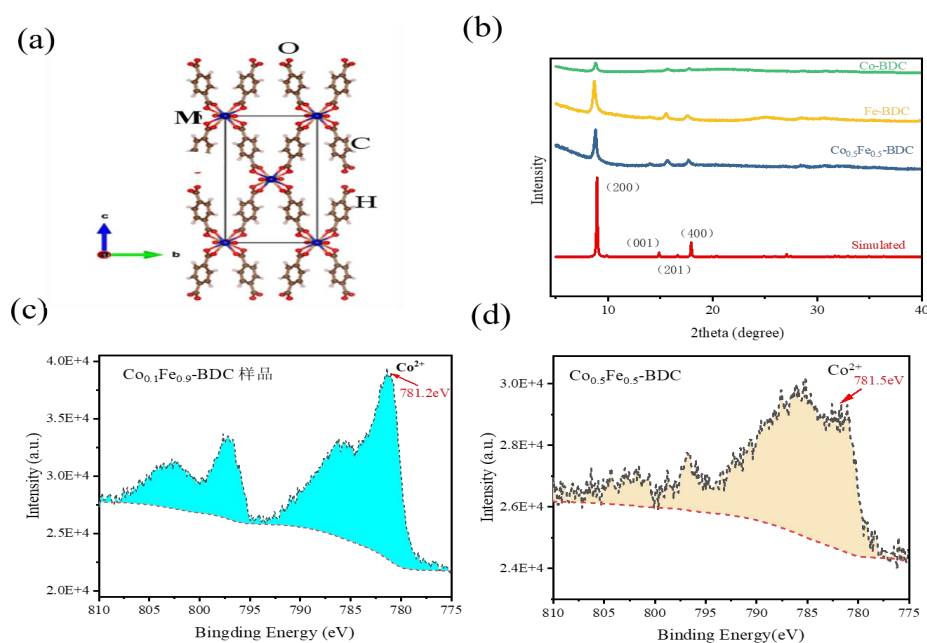 (a)
O
M
C
H
c
b
(b)
Co-BDC
Fe-BDC
Co₀.₅Fe₀.₅-BDC
(200)
(001)
(201)
(400)
Simulated
Intensity
10
20
30
40
2theta (degree)
(c)
Co₀.₁Fe₀.₉-BDC 样品
Co²⁺
781.2eV
4.0E+4
3.5E+4
3.0E+4
2.5E+4
2.0E+4
Intensity (a.u.)
810 805 800 795 790 785 780 775
Bingding Energy (eV)
(d)
Co₀.₅Fe₀.₅-BDC
Co²⁺
781.5eV
3.0E+4
2.8E+4
2.6E+4
2.4E+4
Intensity (a.u.)
810 805 800 795 790 785 780 775
Binding Energy(eV)